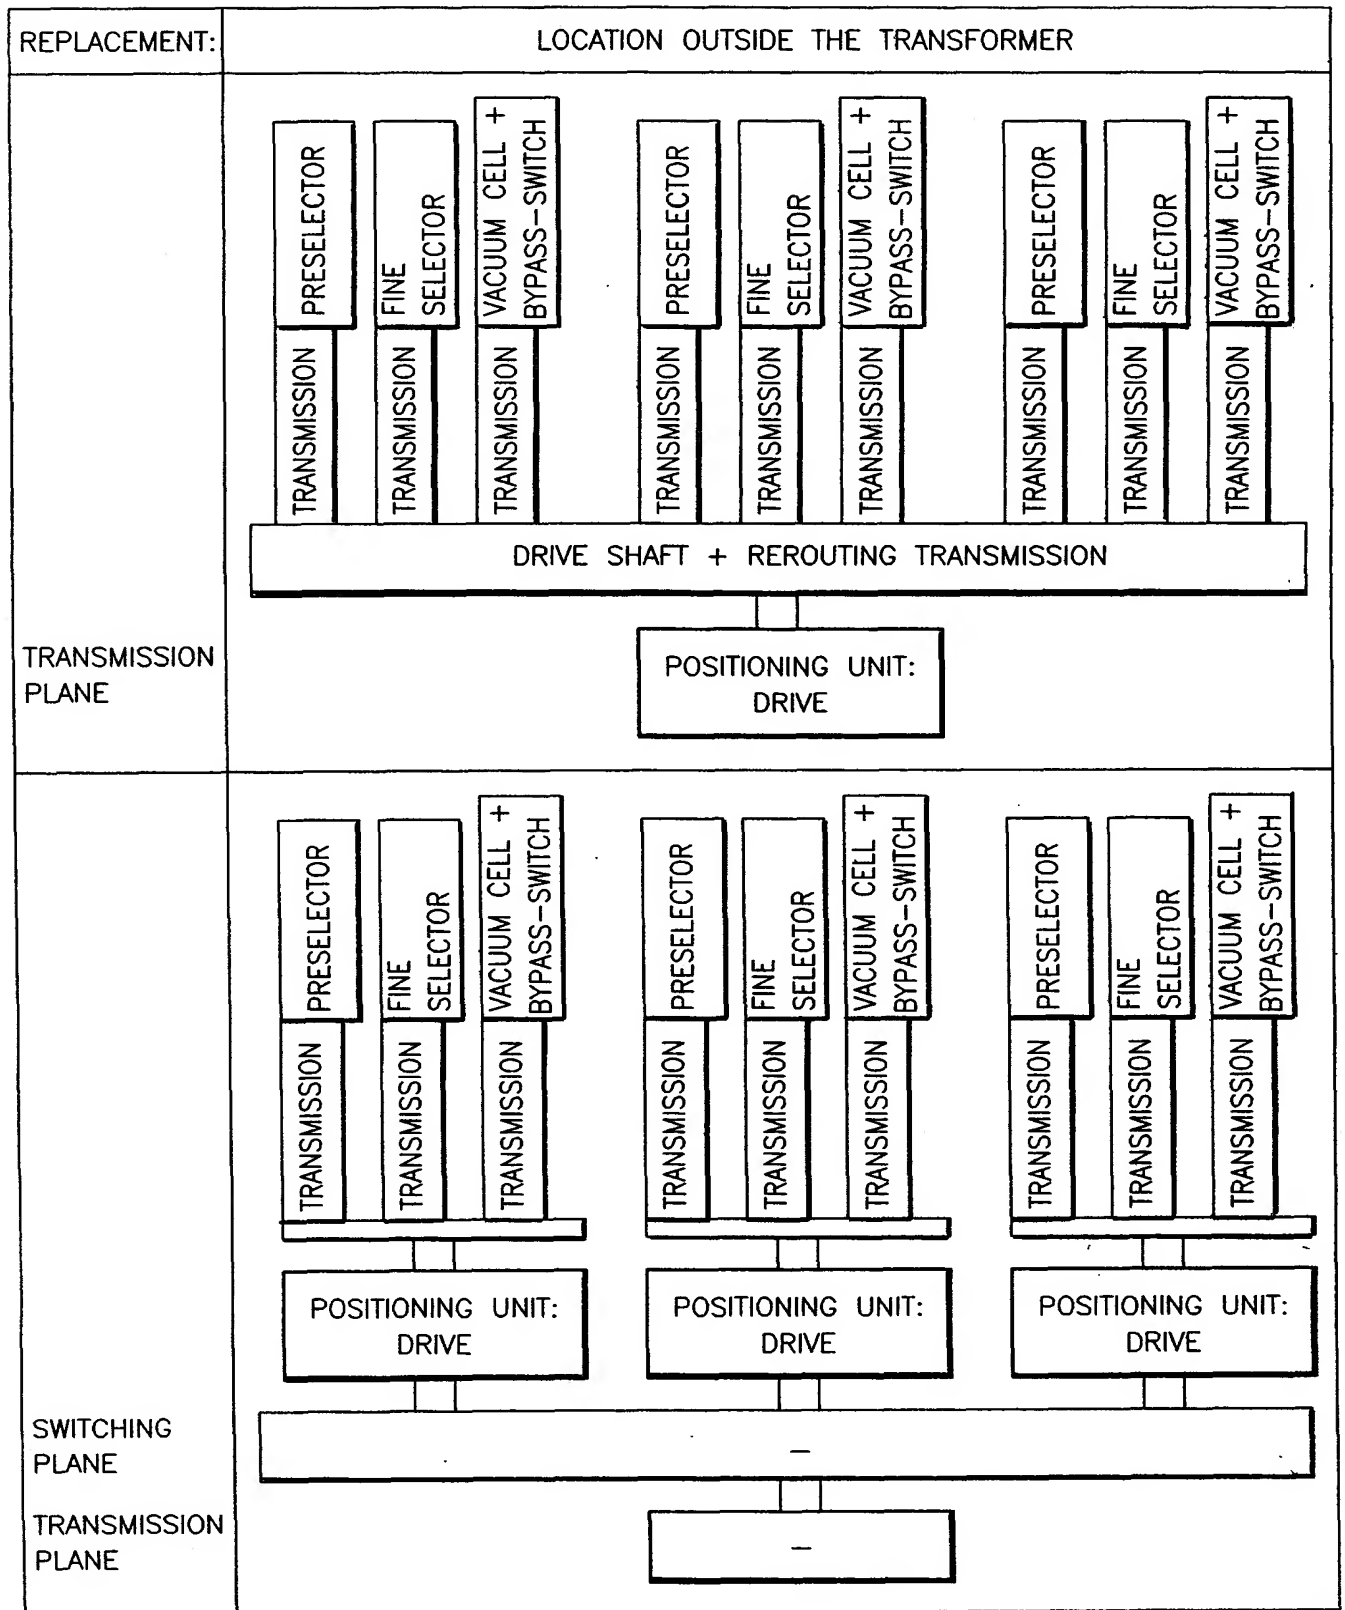 REPLACEMENT:
LOCATION OUTSIDE THE TRANSFORMER
PRESELECTOR
FINE
SELECTOR
VACUUM CELL +
BYPASS-SWITCH
PRESELECTOR
FINE
SELECTOR
VACUUM CELL +
BYPASS-SWITCH
PRESELECTOR
FINE
SELECTOR
VACUUM CELL +
BYPASS-SWITCH
TRANSMISSION
TRANSMISSION
TRANSMISSION
TRANSMISSION
TRANSMISSION
TRANSMISSION
TRANSMISSION
TRANSMISSION
TRANSMISSION
DRIVE SHAFT + REROUTING TRANSMISSION
TRANSMISSION
PLANE
POSITIONING UNIT:
DRIVE
PRESELECTOR
FINE
SELECTOR
VACUUM CELL +
BYPASS-SWITCH
PRESELECTOR
FINE
SELECTOR
VACUUM CELL +
BYPASS-SWITCH
PRESELECTOR
FINE
SELECTOR
VACUUM CELL +
BYPASS-SWITCH
TRANSMISSION
TRANSMISSION
TRANSMISSION
TRANSMISSION
TRANSMISSION
TRANSMISSION
TRANSMISSION
TRANSMISSION
TRANSMISSION
POSITIONING UNIT:
DRIVE
POSITIONING UNIT:
DRIVE
POSITIONING UNIT:
DRIVE
SWITCHING
PLANE
–
TRANSMISSION
PLANE
–